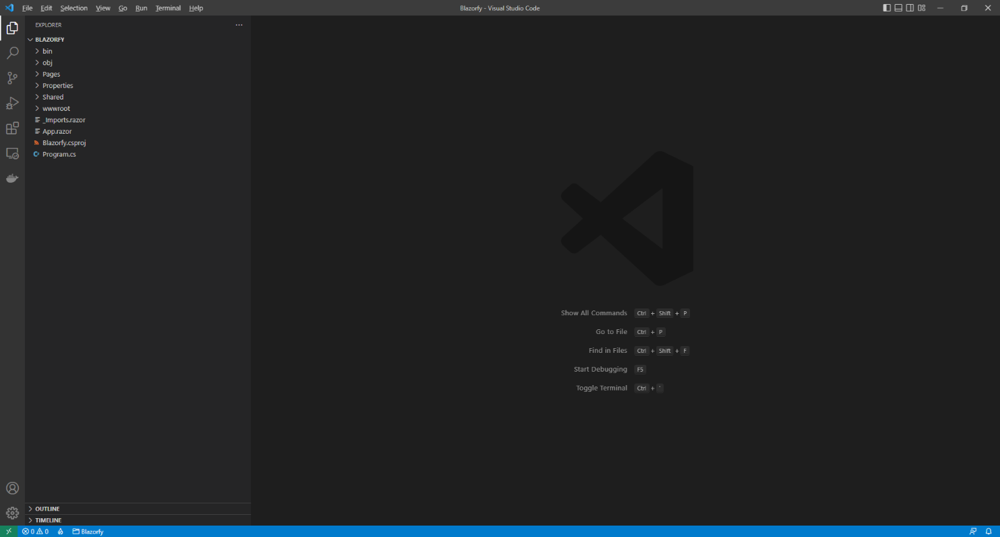 File Edit Selection View Go Run Terminal Help
Blazorfy - Visual Studio Code
EXPLORER
BLAZORFY
bin
obj
Pages
Properties
Shared
wwwroot
_Imports.razor
App.razor
Blazorfy.csproj
C# Program.cs
Show All Commands Ctrl + Shift + P
Go to File Ctrl + P
Find in Files Ctrl + Shift + F
Start Debugging F5
Toggle Terminal Ctrl + `
OUTLINE
TIMELINE
0 0 Blazorfy